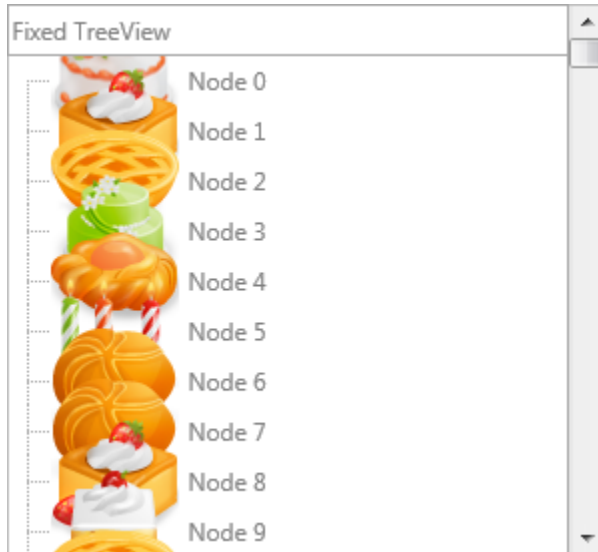 Fixed TreeView
Node 0
Node 1
Node 2
Node 3
Node 4
Node 5
Node 6
Node 7
Node 8
Node 9